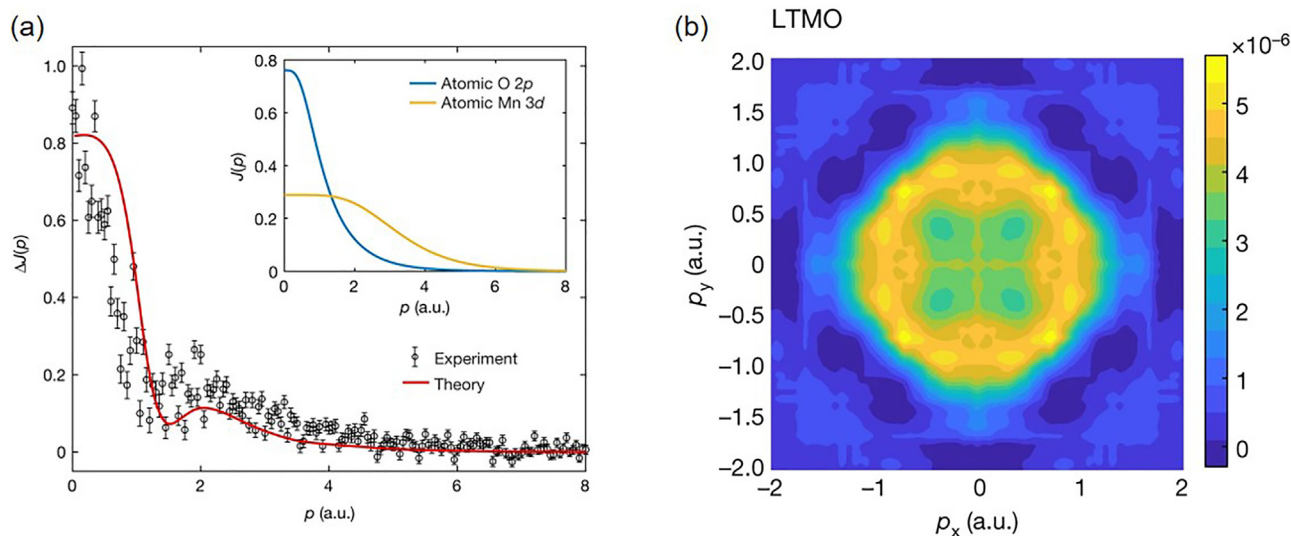 (a)
1.0
0.8
0.6
0.4
0.2
0
ΔJ(p)
0 2 4 6 8
p (a.u.)
0.8
0.6
0.4
0.2
0
J(p)
Atomic O 2p
Atomic Mn 3d
0 2 4 6 8
p (a.u.)
Experiment
Theory
(b) LTMO
2.0
1.5
1.0
0.5
0
−0.5
−1.0
−1.5
−2.0
py (a.u.)
−2 −1 0 1 2
px (a.u.)
×10−6
5
4
3
2
1
0